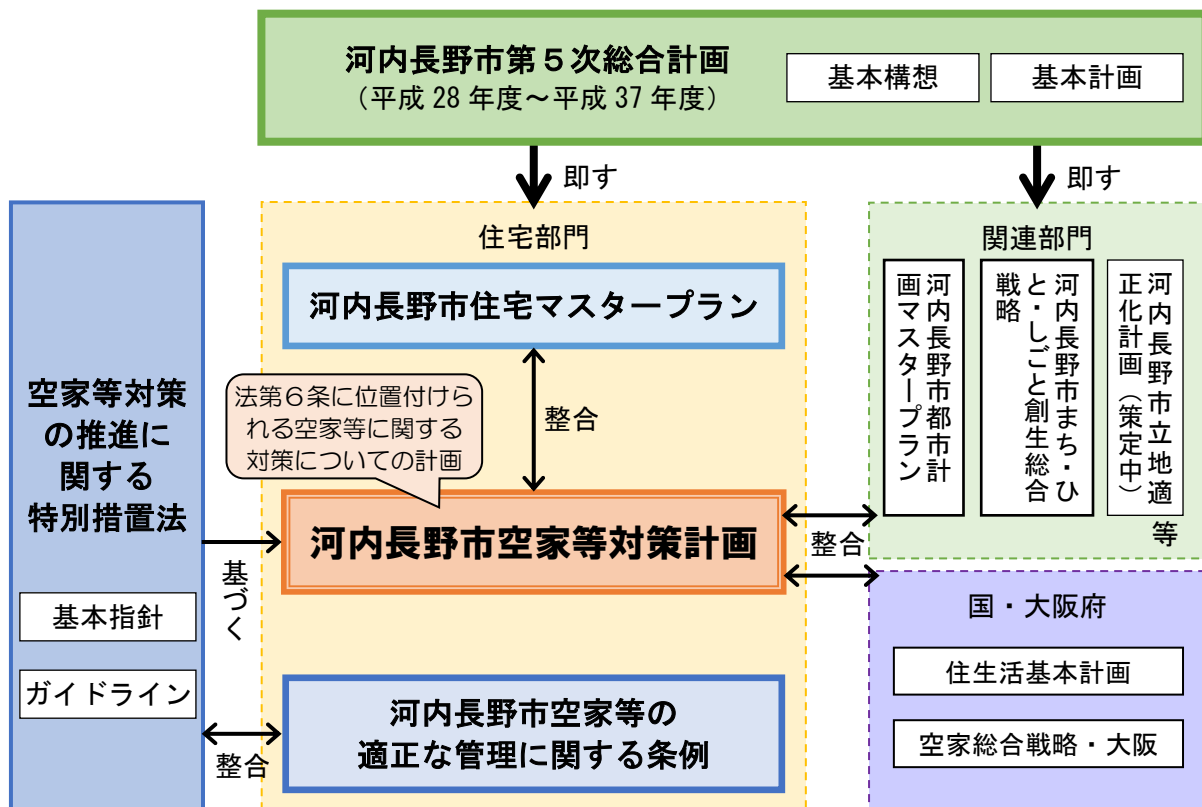 河内長野市第５次総合計画
（平成 28 年度～平成 37 年度）
基本構想
基本計画
即す
即す
空家等対策
の推進に
関する
特別措置法
基本指針
ガイドライン
住宅部門
河内長野市住宅マスタープラン
整合
法第６条に位置付けら
れる空家等に関する
対策についての計画
河内長野市空家等対策計画
基づく
整合
河内長野市空家等の
適正な管理に関する条例
関連部門
河内長野市都市計
画マスタープラン
河内長野市まち・ひ
と・しごと創生総合
戦略
河内長野市立地適
正化計画（策定中）
等
整合
国・大阪府
住生活基本計画
空家総合戦略・大阪